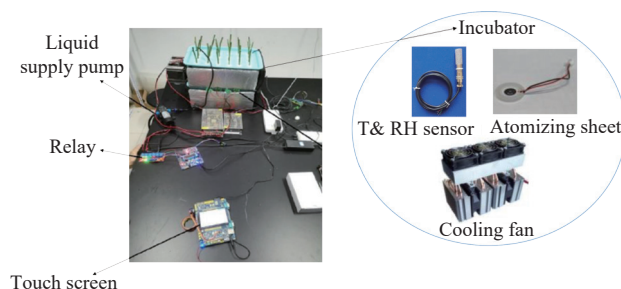 Liquid
supply pump
Incubator
T& RH sensor
Atomizing sheet
Relay
Cooling fan
Touch screen